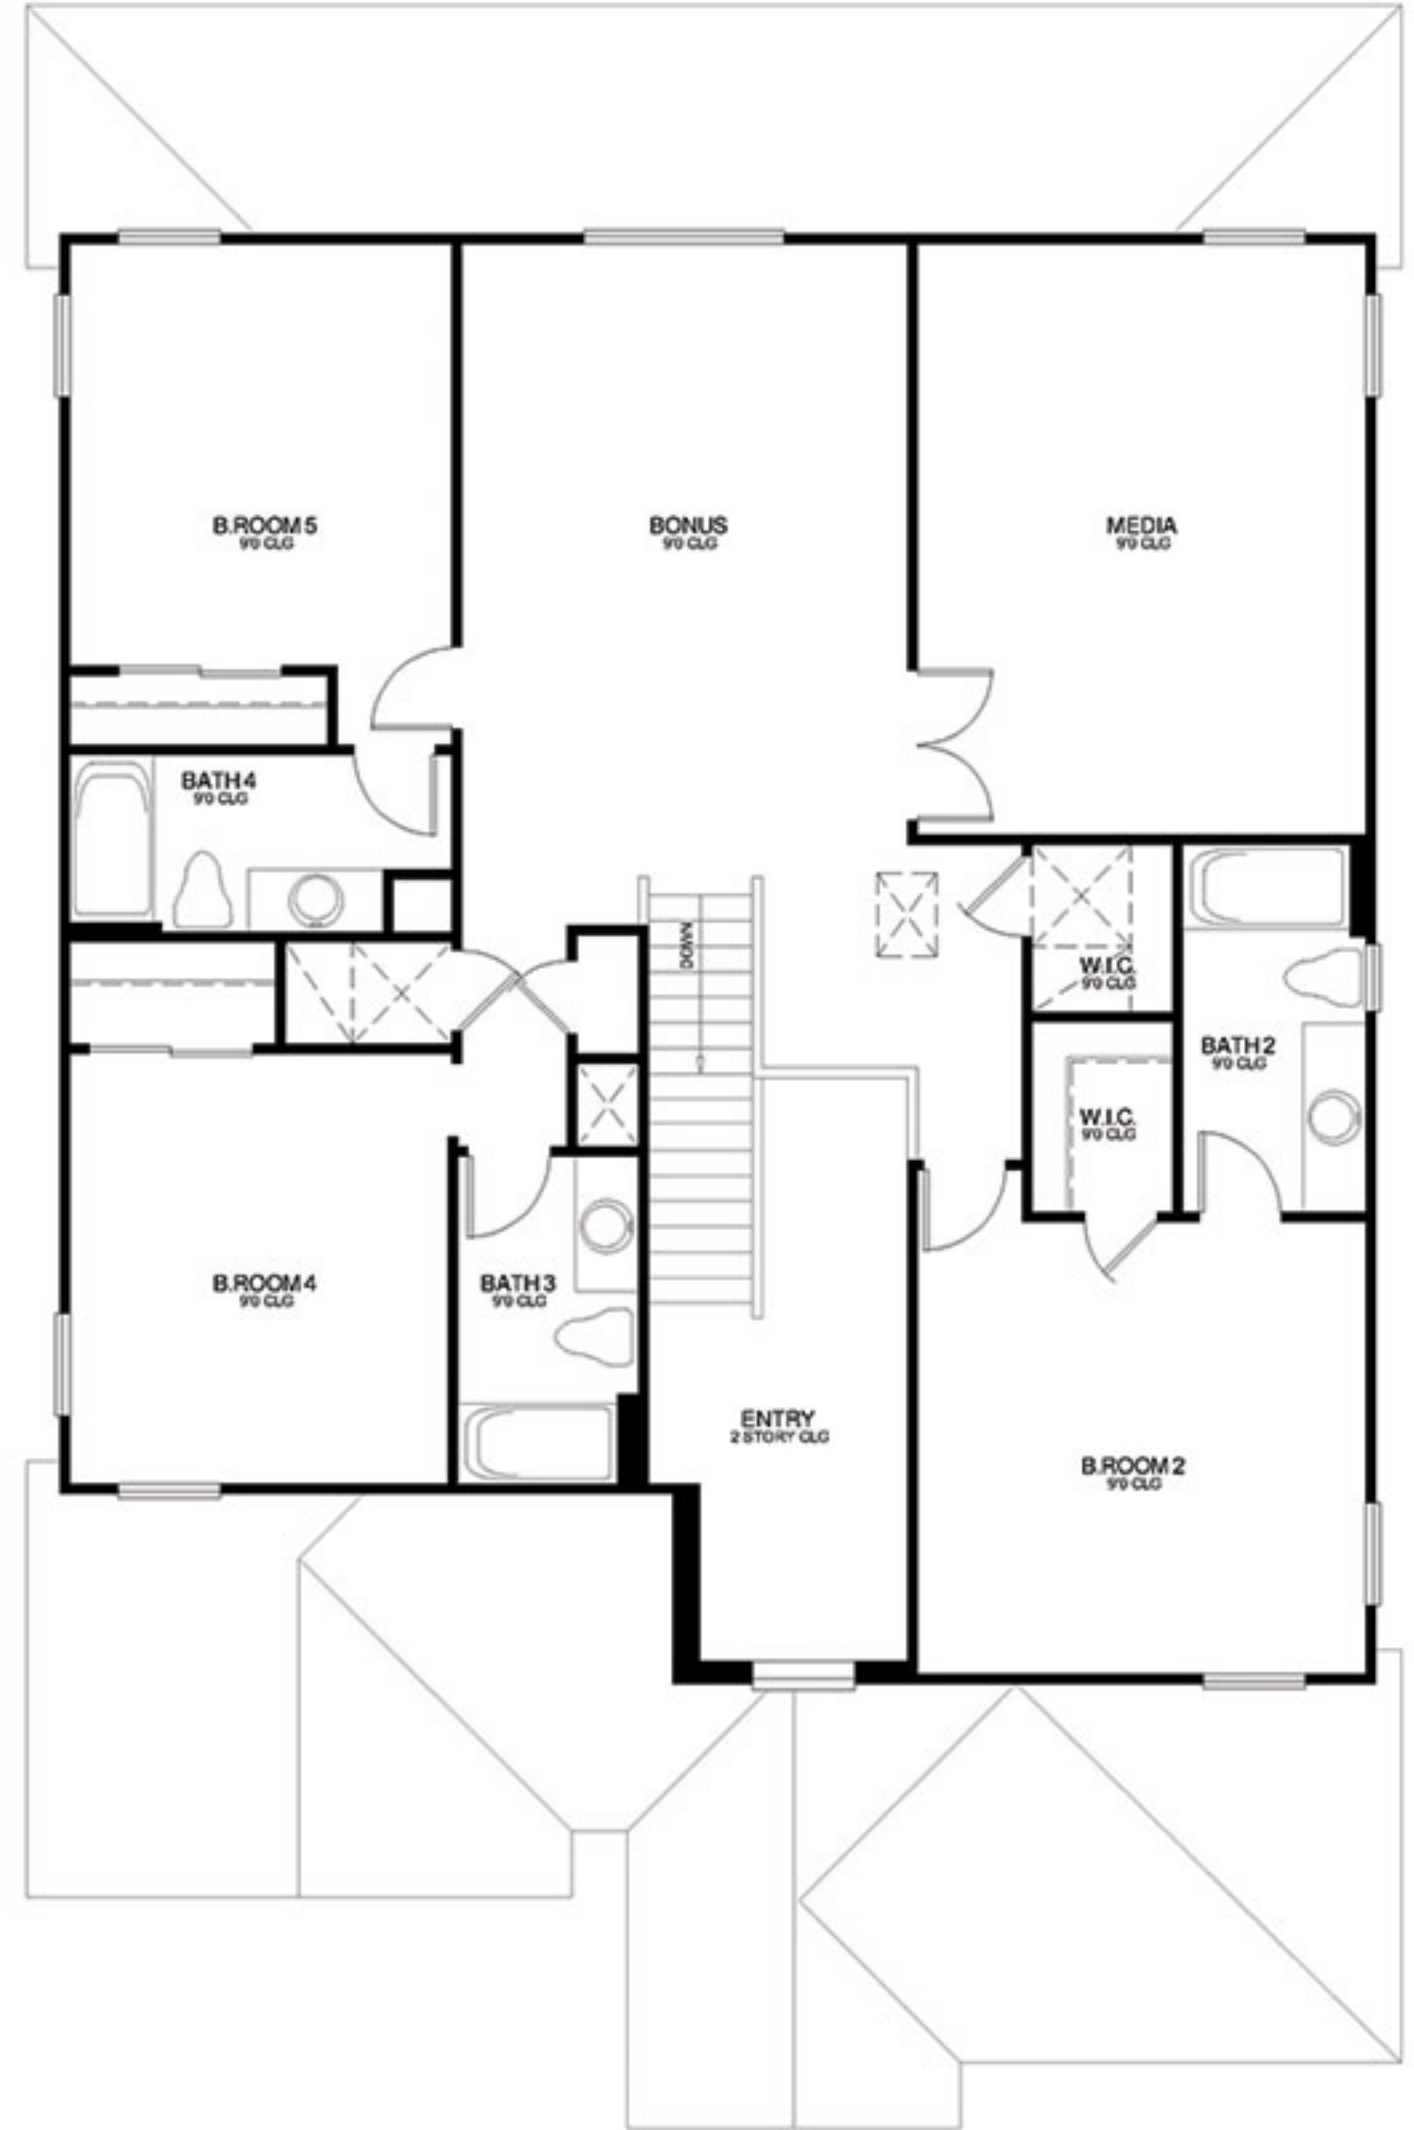 B.ROOM 5
9'0 CLG
BONUS
9'0 CLG
MEDIA
9'0 CLG
BATH 4
9'0 CLG
DOWN
W.I.C.
9'0 CLG
BATH 2
9'0 CLG
W.I.C.
9'0 CLG
B.ROOM 4
9'0 CLG
BATH 3
9'0 CLG
ENTRY
2 STORY CLG
B.ROOM 2
9'0 CLG